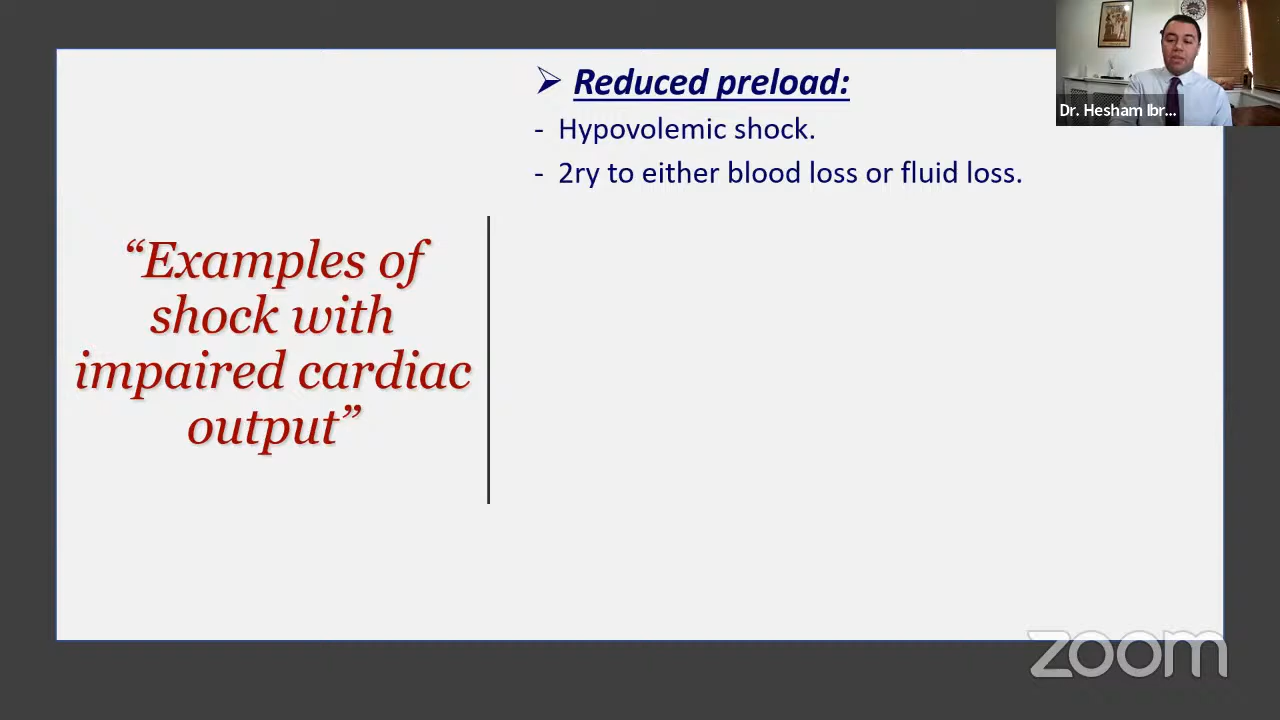 ➢ Reduced preload:
- Hypovolemic shock.
- 2ry to either blood loss or fluid loss.
“Examples of
shock with
impaired cardiac
output”
Dr. Hesham Ibr...
zoom